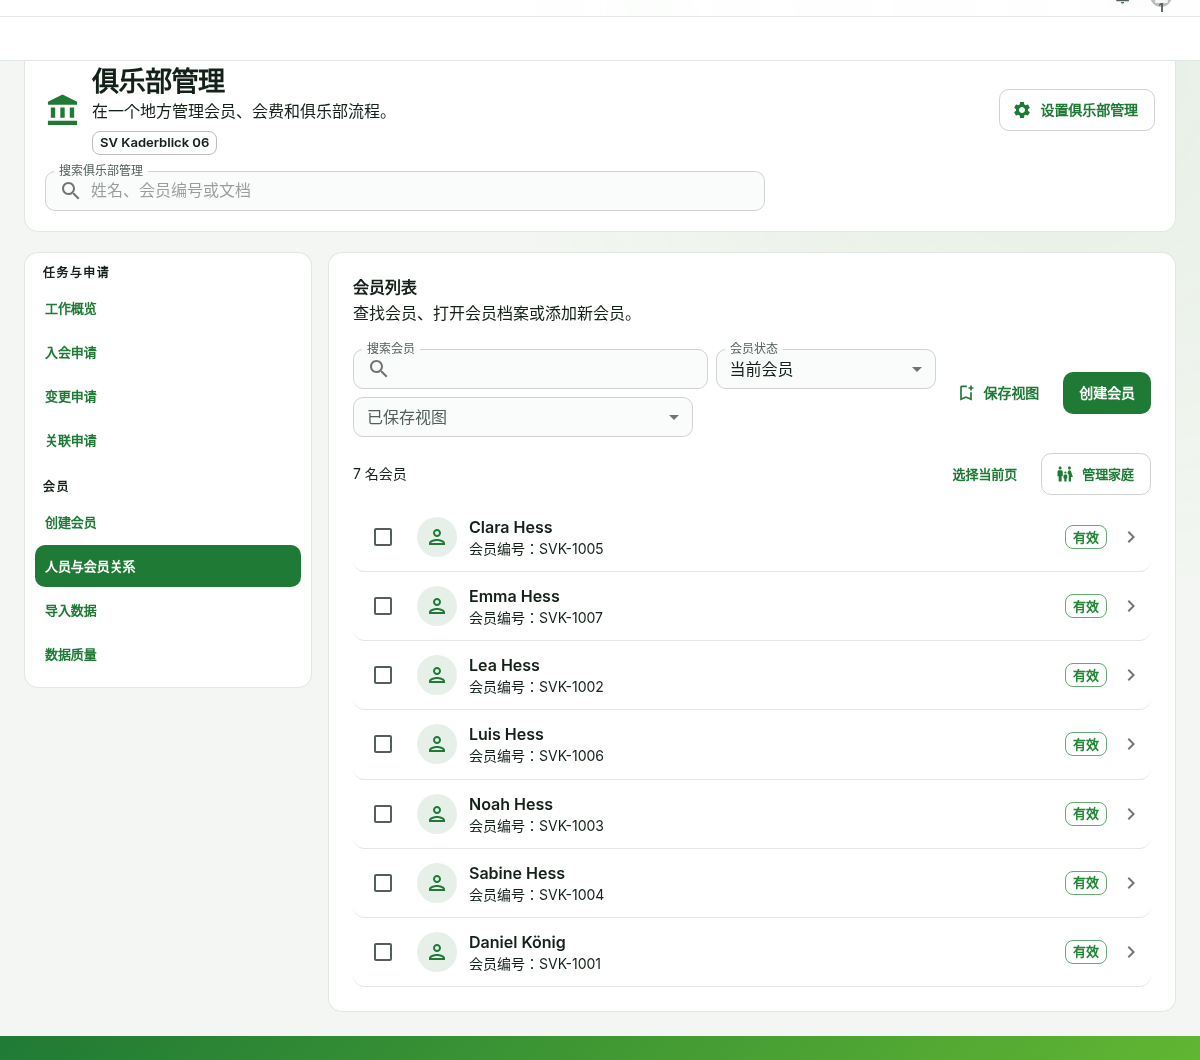 1
俱乐部管理
在一个地方管理会员、会费和俱乐部流程。
SV Kaderblick 06
设置俱乐部管理
搜索俱乐部管理
姓名、会员编号或文档
任务与申请
工作概览
入会申请
变更申请
关联申请
会员
创建会员
人员与会员关系
导入数据
数据质量
会员列表
查找会员、打开会员档案或添加新会员。
搜索会员
会员状态
当前会员
已保存视图
保存视图
创建会员
7 名会员
选择当前页
管理家庭
Clara Hess
会员编号：SVK-1005
有效
Emma Hess
会员编号：SVK-1007
有效
Lea Hess
会员编号：SVK-1002
有效
Luis Hess
会员编号：SVK-1006
有效
Noah Hess
会员编号：SVK-1003
有效
Sabine Hess
会员编号：SVK-1004
有效
Daniel König
会员编号：SVK-1001
有效